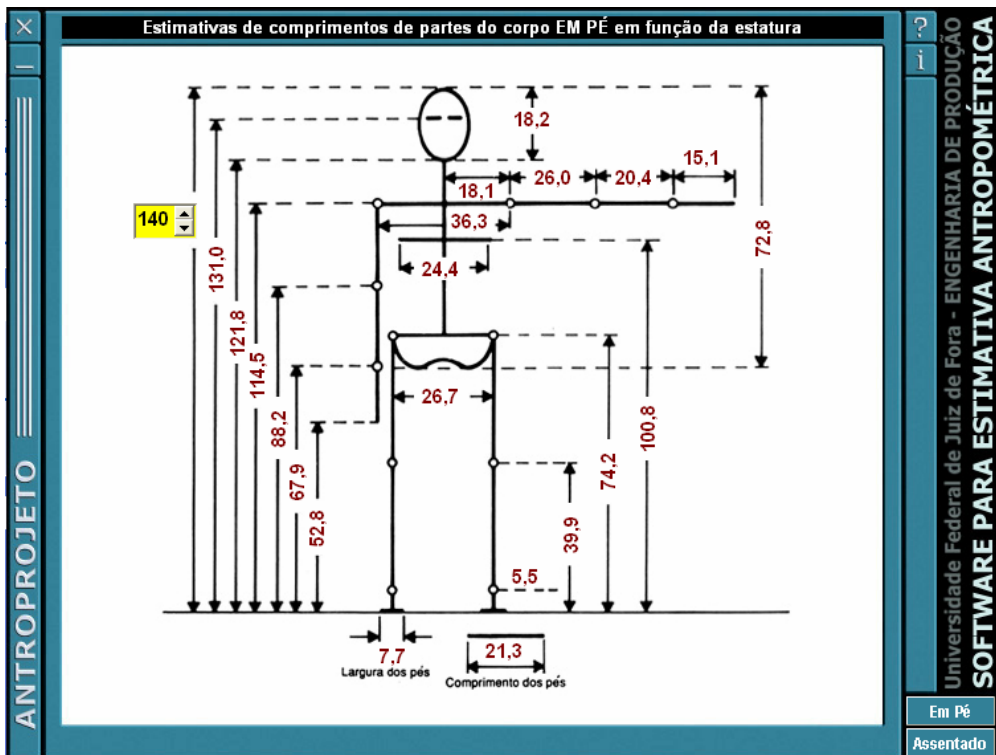 Estimativas de comprimentos de partes do corpo EM PÉ em função da estatura
?
i
18,2
15,1
26,0
20,4
18,1
140
36,3
72,8
131,0
24,4
121,8
114,5
88,2
26,7
100,8
74,2
67,9
52,8
39,9
5,5
7,7
21,3
Largura dos pés
Comprimento dos pés
ANTROPROJETO
Universidade Federal de Juiz de Fora - ENGENHARIA DE PRODUÇÃO
SOFTWARE PARA ESTIMATIVA ANTROPOMÉTRICA
Em Pé
Assentado